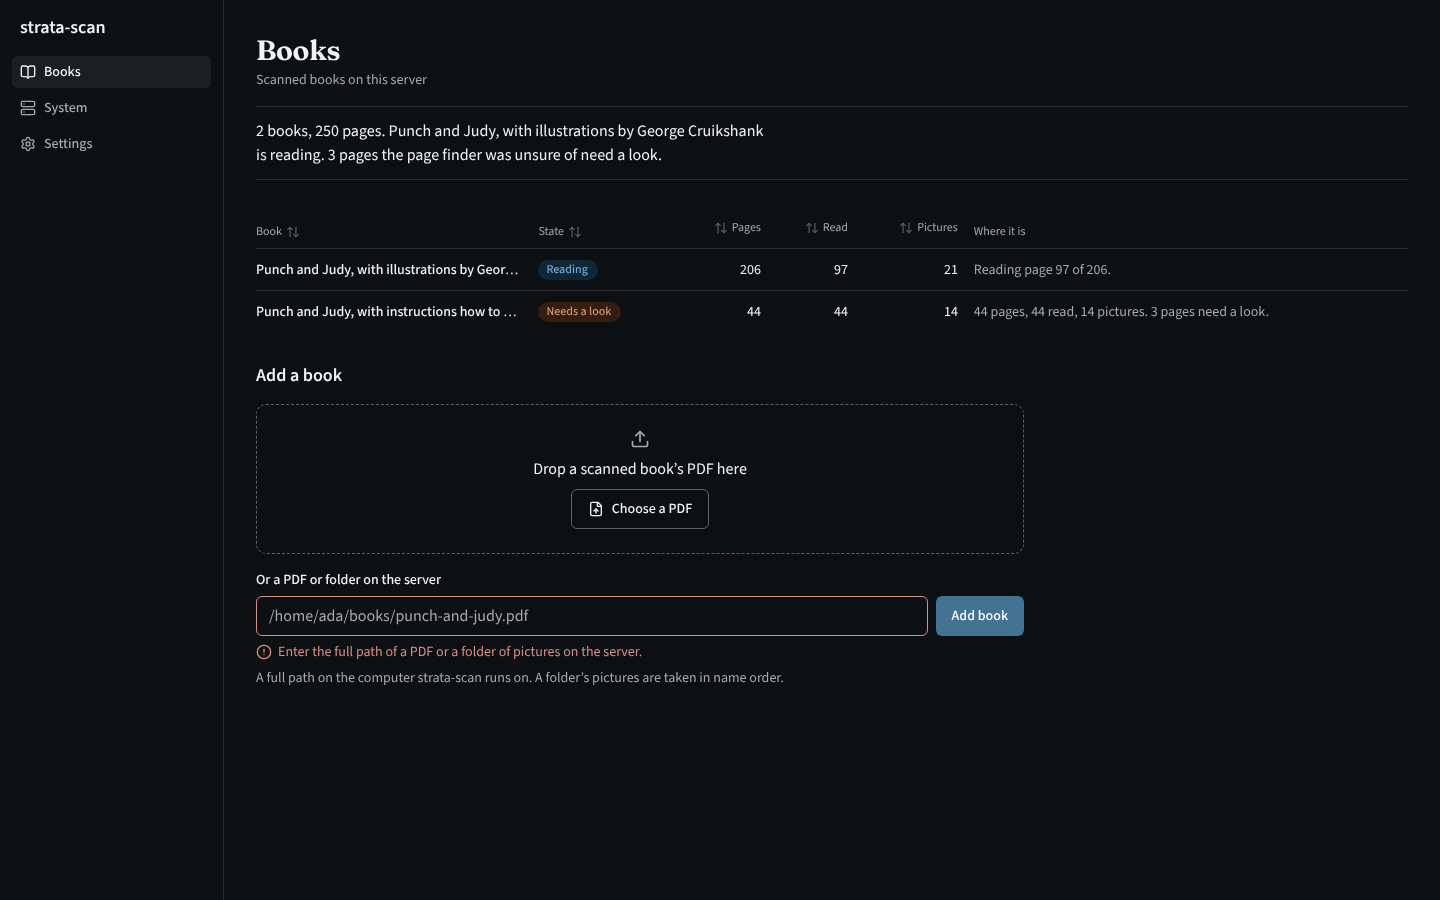 strata-scan
Books
System
Settings
Books
Scanned books on this server
2 books, 250 pages. Punch and Judy, with illustrations by George Cruikshank
is reading. 3 pages the page finder was unsure of need a look.
Book State Pages Read Pictures Where it is
Punch and Judy, with illustrations by Geor… Reading 206 97 21 Reading page 97 of 206.
Punch and Judy, with instructions how to … Needs a look 44 44 14 44 pages, 44 read, 14 pictures. 3 pages need a look.
Add a book
Drop a scanned book’s PDF here
Choose a PDF
Or a PDF or folder on the server
/home/ada/books/punch-and-judy.pdf
Add book
Enter the full path of a PDF or a folder of pictures on the server.
A full path on the computer strata-scan runs on. A folder’s pictures are taken in name order.